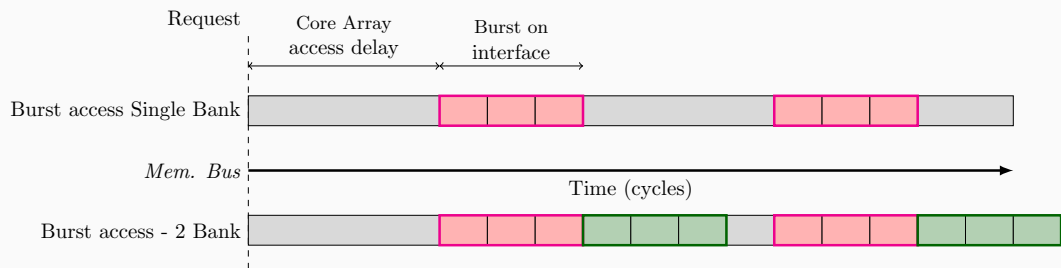 Request
Core Array
access delay
Burst on
interface
Burst access Single Bank
Mem. Bus
Time (cycles)
Burst access - 2 Bank